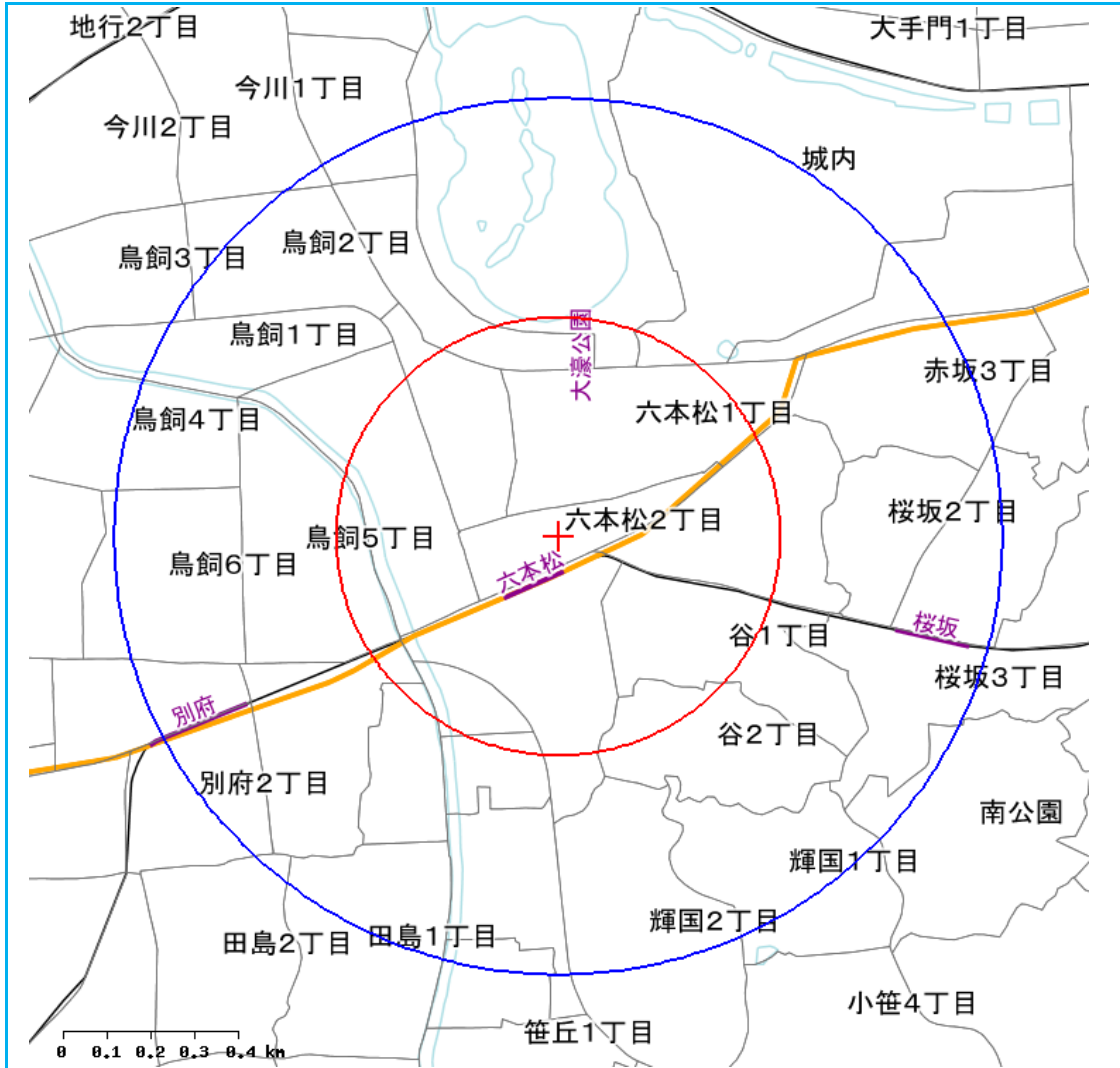 地行2丁目
大手門1丁目
今川1丁目
今川2丁目
城内
鳥飼2丁目
鳥飼3丁目
鳥飼1丁目
大濠公園
赤坂3丁目
六本松1丁目
鳥飼4丁目
桜坂2丁目
六本松2丁目
鳥飼5丁目
鳥飼6丁目
六本松
桜坂
谷1丁目
桜坂3丁目
別府
谷2丁目
別府2丁目
南公園
輝国1丁目
輝国2丁目
田島1丁目
田島2丁目
小笹4丁目
笹丘1丁目
0 0.1 0.2 0.3 0.4 km